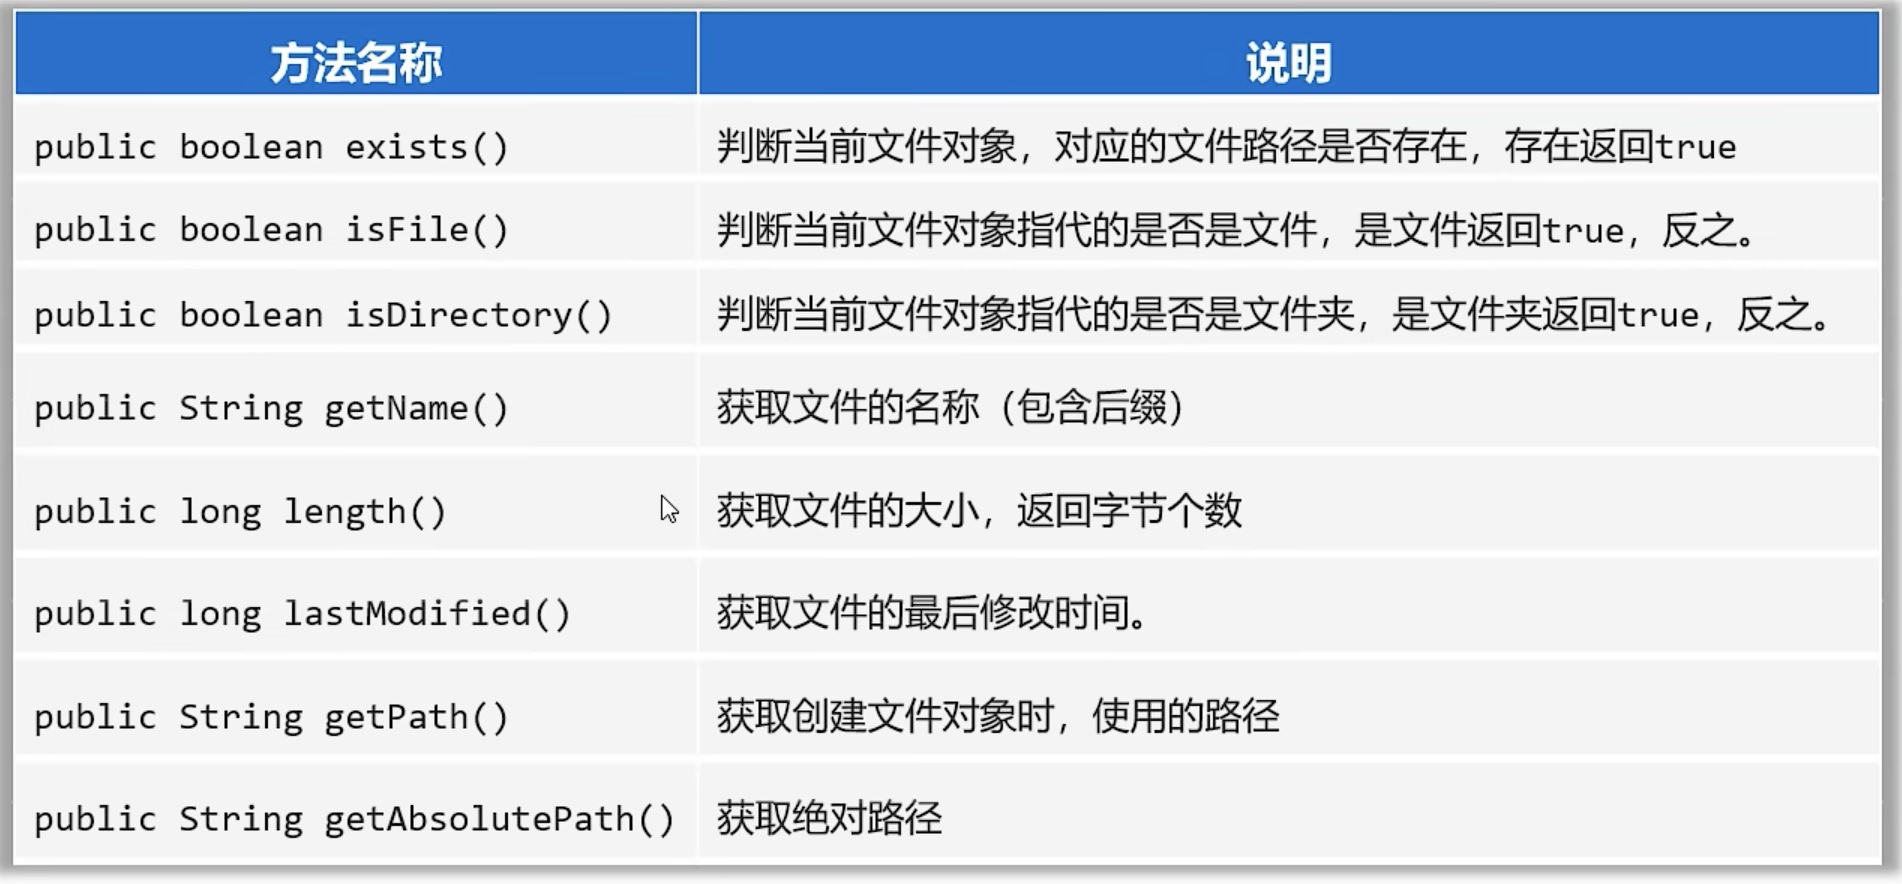 方法名称 说明
public boolean exists() 判断当前文件对象，对应的文件路径是否存在，存在返回true
public boolean isFile() 判断当前文件对象指代的是否是文件，是文件返回true，反之。
public boolean isDirectory() 判断当前文件对象指代的是否是文件夹，是文件夹返回true，反之。
public String getName() 获取文件的名称（包含后缀）
public long length() 获取文件的大小，返回字节个数
public long lastModified() 获取文件的最后修改时间。
public String getPath() 获取创建文件对象时，使用的路径
public String getAbsolutePath() 获取绝对路径